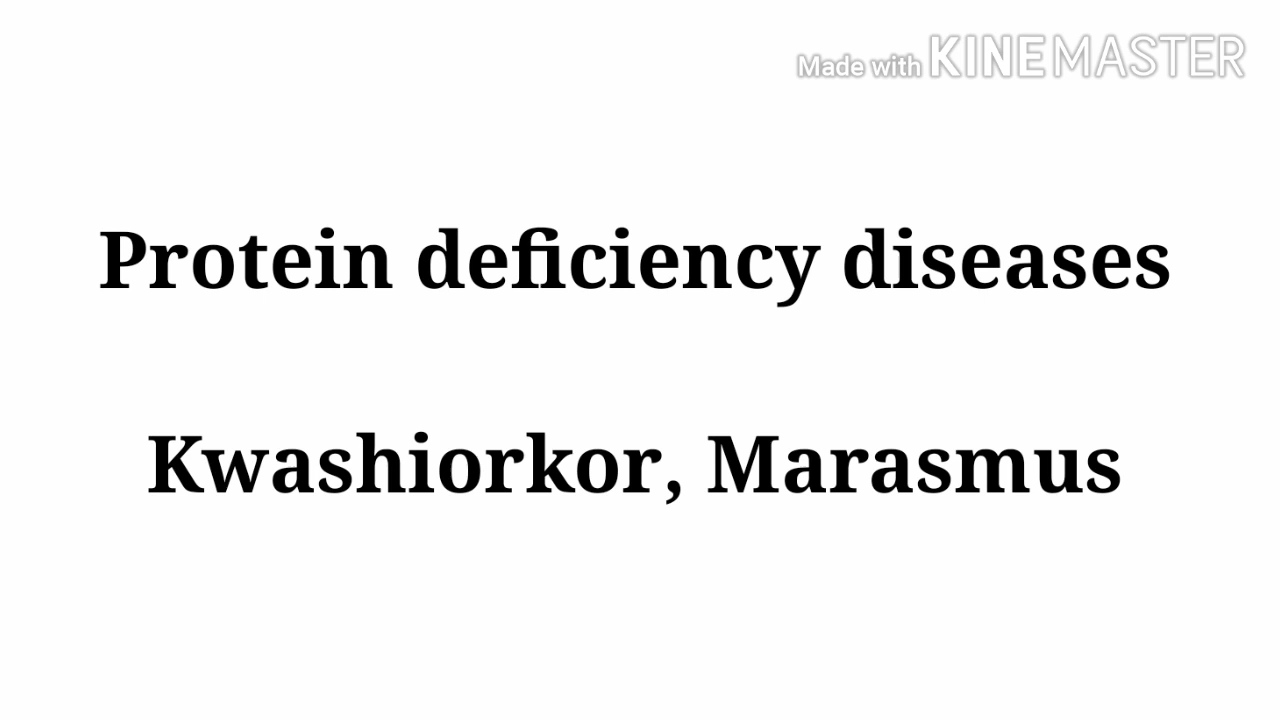 Made with KINEMASTER
Protein deficiency diseases
Kwashiorkor, Marasmus